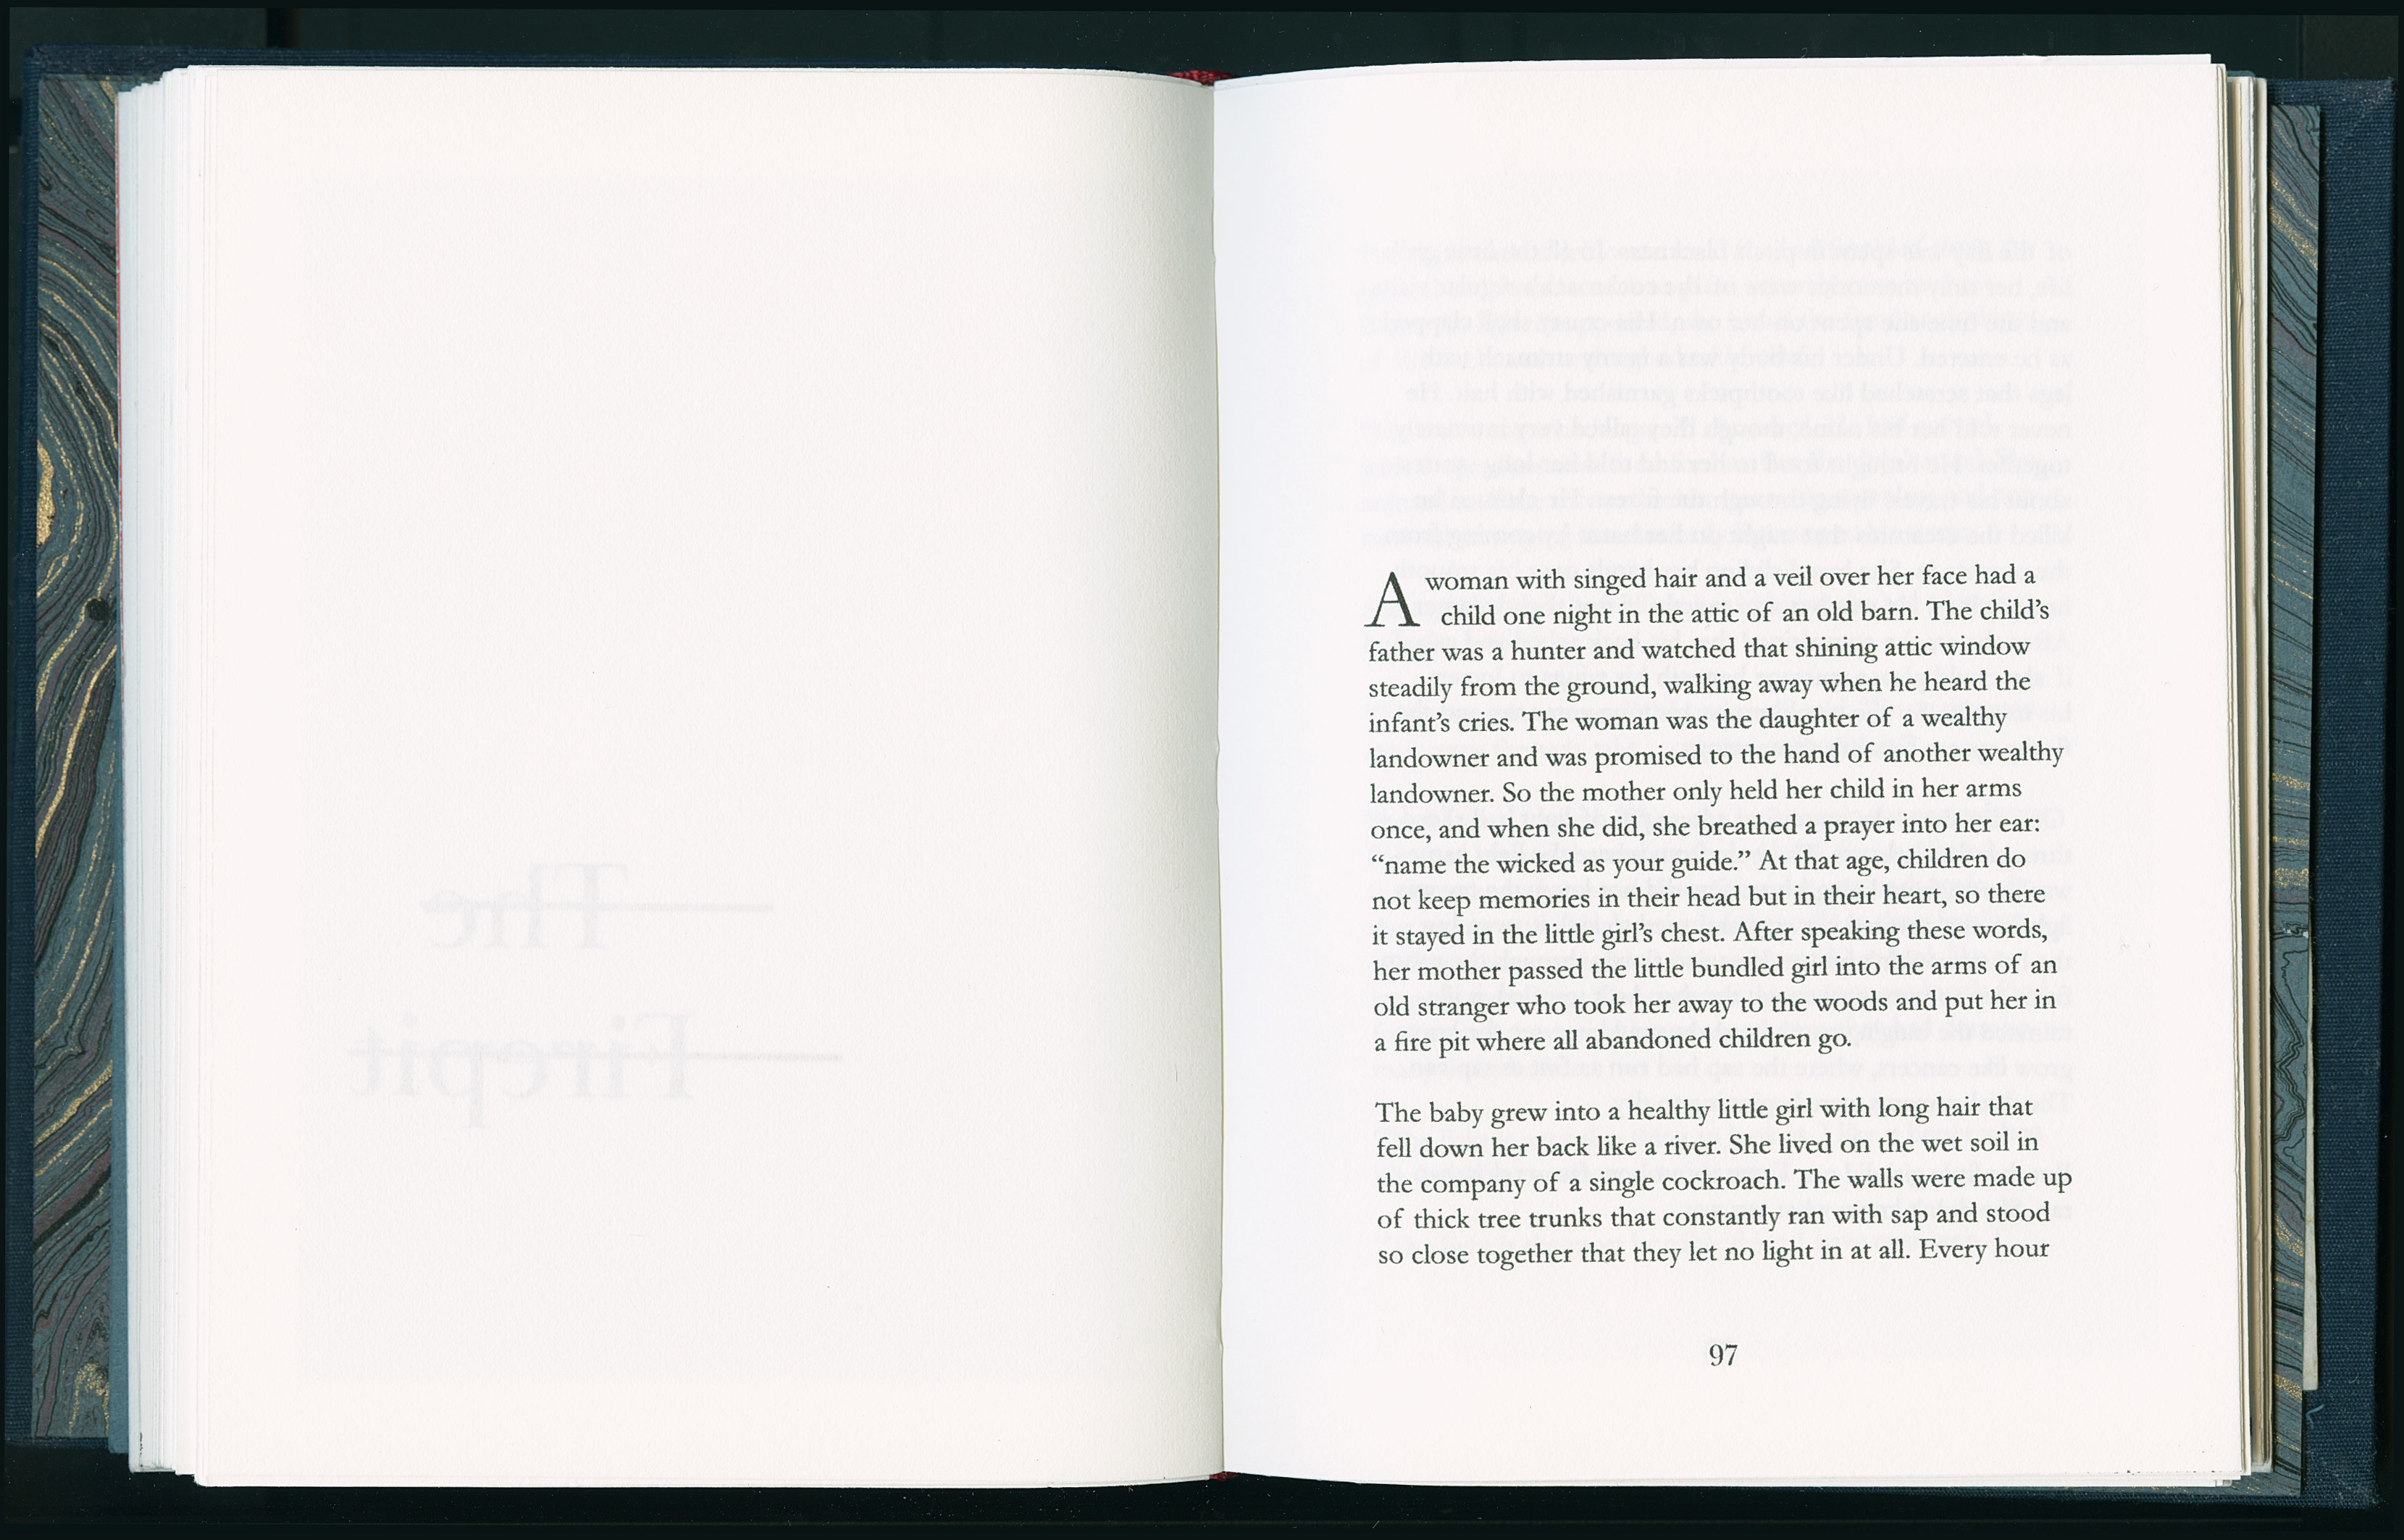 The
Firepit
A woman with singed hair and a veil over her face had a
child one night in the attic of an old barn. The child’s
father was a hunter and watched that shining attic window
steadily from the ground, walking away when he heard the
infant’s cries. The woman was the daughter of a wealthy
landowner and was promised to the hand of another wealthy
landowner. So the mother only held her child in her arms
once, and when she did, she breathed a prayer into her ear:
“name the wicked as your guide.” At that age, children do
not keep memories in their head but in their heart, so there
it stayed in the little girl’s chest. After speaking these words,
her mother passed the little bundled girl into the arms of an
old stranger who took her away to the woods and put her in
a fire pit where all abandoned children go.
The baby grew into a healthy little girl with long hair that
fell down her back like a river. She lived on the wet soil in
the company of a single cockroach. The walls were made up
of thick tree trunks that constantly ran with sap and stood
so close together that they let no light in at all. Every hour
97